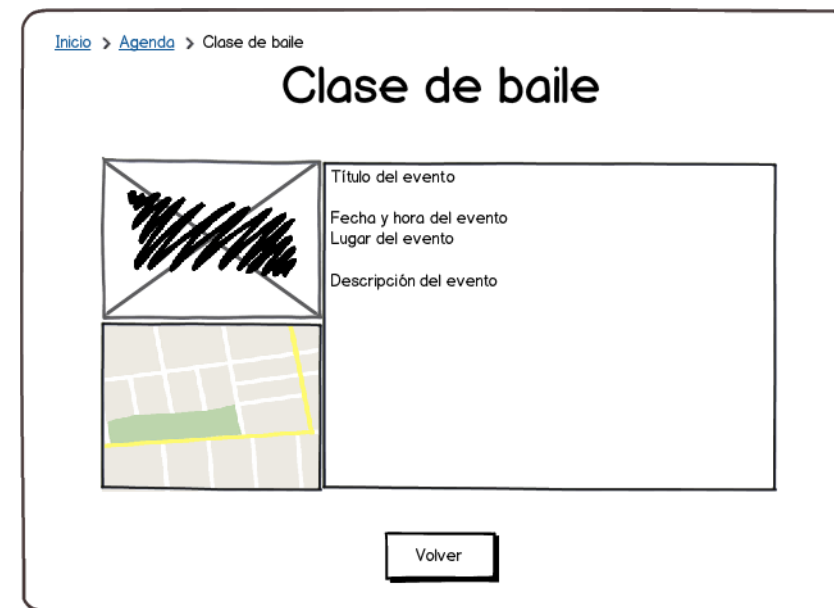 Inicio > Agenda > Clase de baile
Clase de baile
Título del evento
Fecha y hora del evento
Lugar del evento
Descripción del evento
Volver